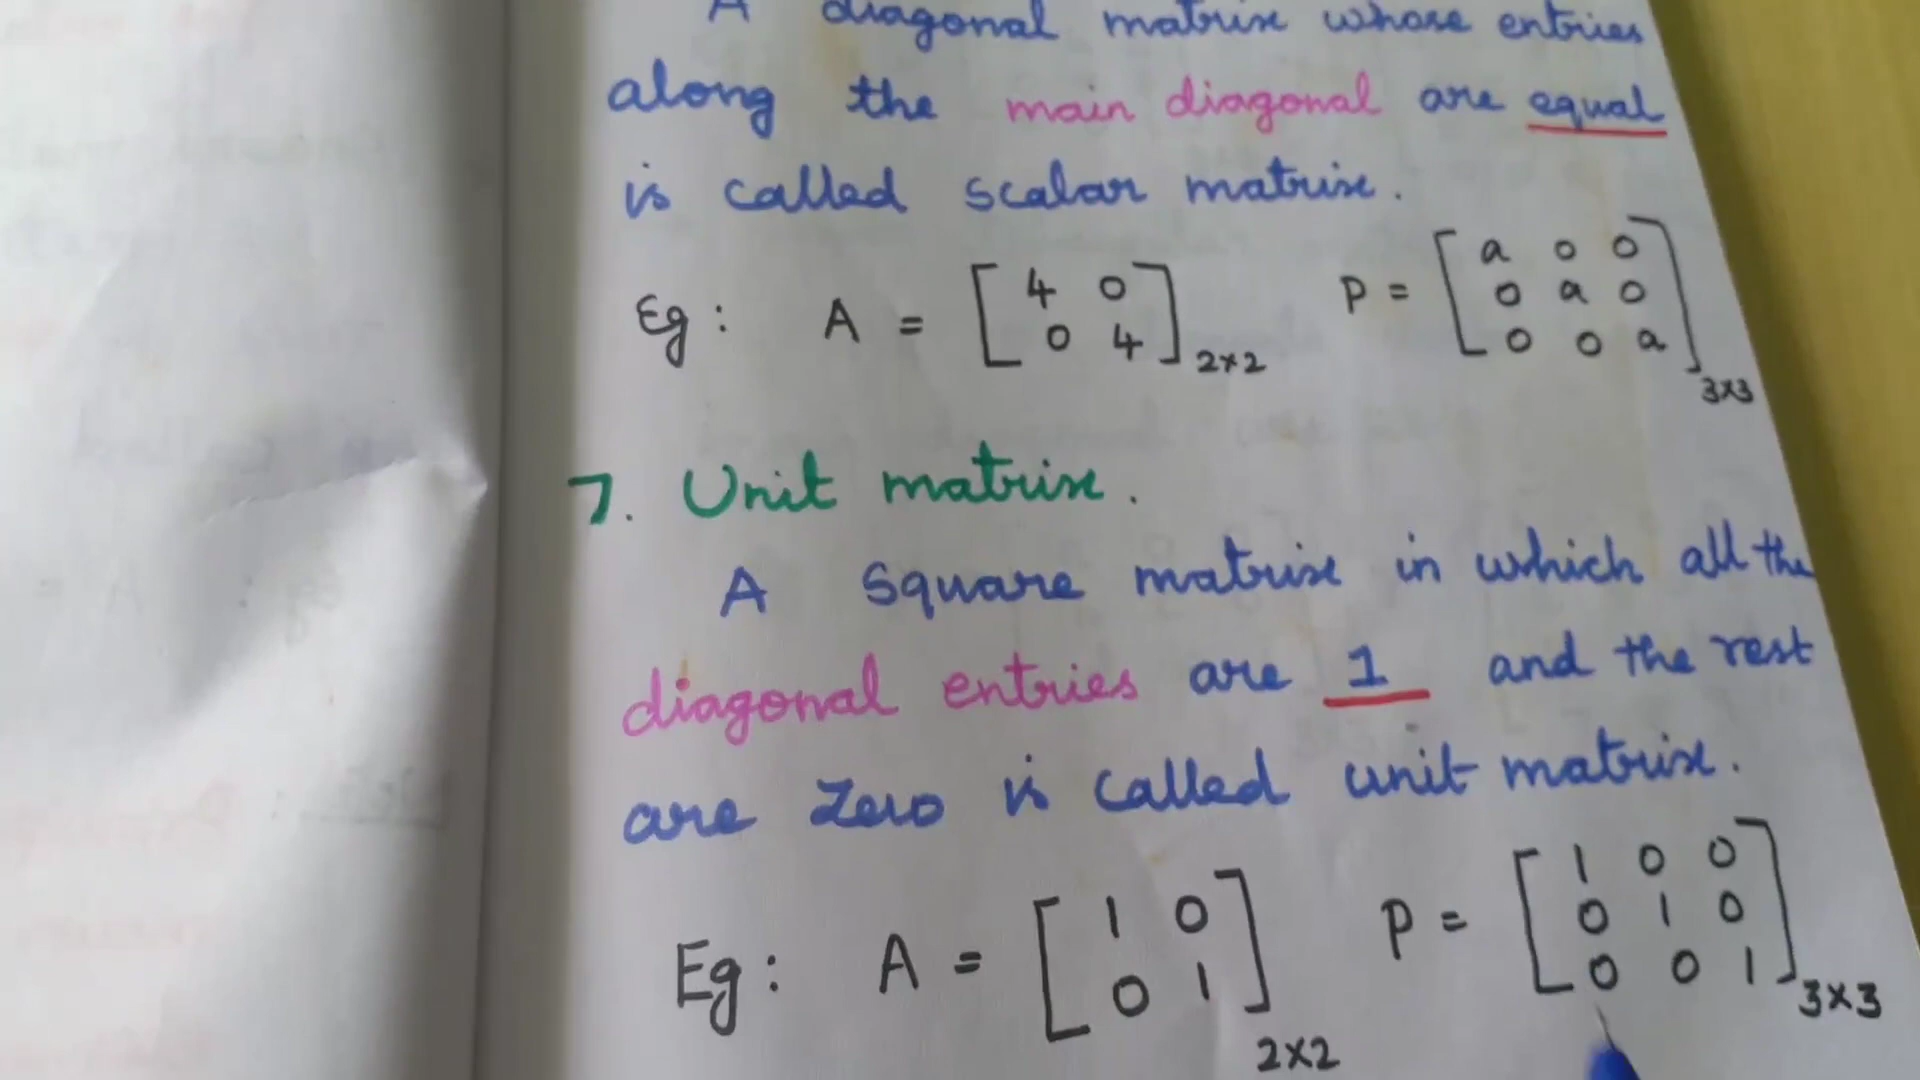 A diagonal matrix whose entries
along the main diagonal are equal
is called scalar matrix.
Eg : A = [ 4 0
0 4 ] 2×2 P = [ a 0 0
0 a 0
0 0 a ] 3×3
7. Unit matrix.
A square matrix in which all the
diagonal entries are 1 and the rest
are zero is called unit matrix.
Eg : A = [ 1 0
0 1 ] 2×2 P = [ 1 0 0
0 1 0
0 0 1 ] 3×3